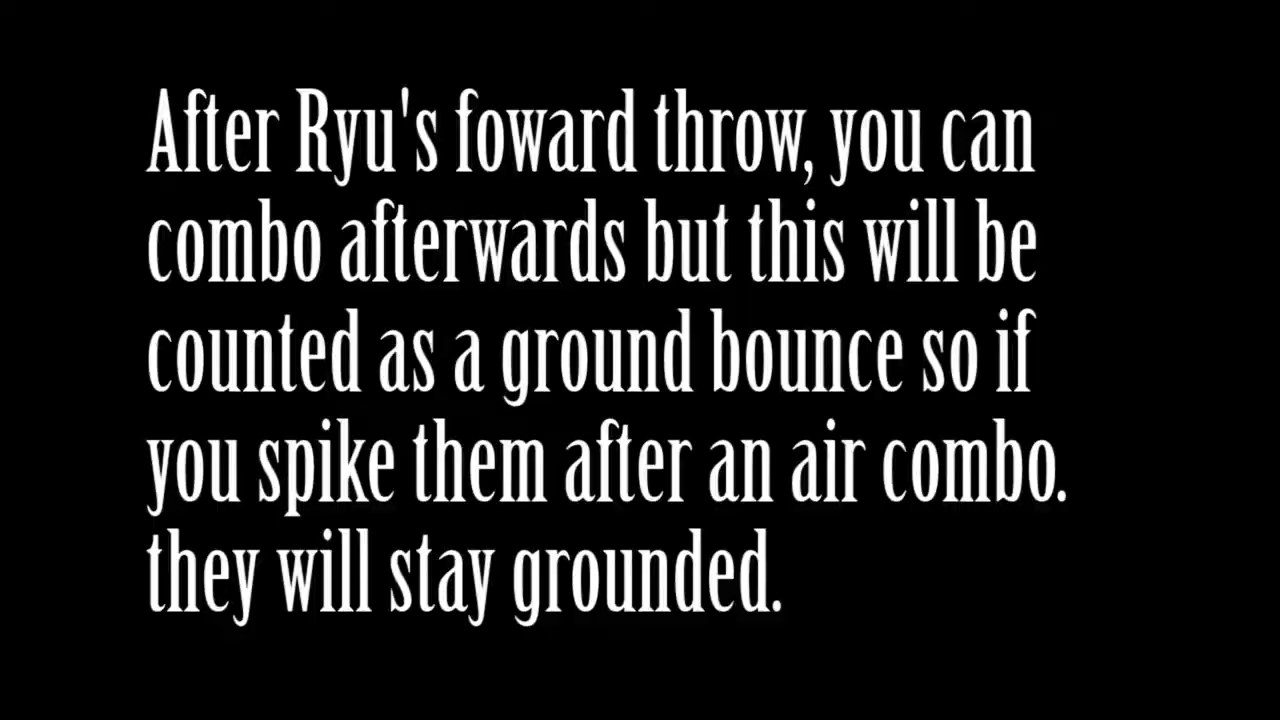 After Ryu's foward throw, you can
combo afterwards but this will be
counted as a ground bounce so if
you spike them after an air combo.
they will stay grounded.